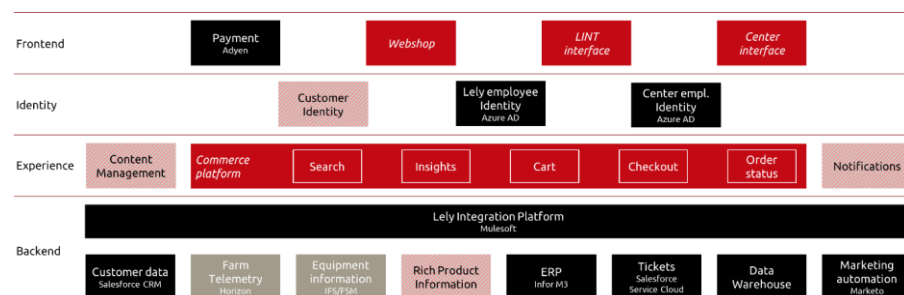 Frontend
Payment
Adyen
Webshop
LINT
interface
Center
interface
Identity
Customer
Identity
Lely employee
Identity
Azure AD
Center empl.
Identity
Azure AD
Experience
Content
Management
Commerce
platform
Search
Insights
Cart
Checkout
Order
status
Notifications
Backend
Lely Integration Platform
Mulesoft
Customer data
Salesforce CRM
Farm
Telemetry
Horizon
Equipment
information
IFS/FSM
Rich Product
Information
ERP
Infor M3
Tickets
Salesforce
Service Cloud
Data
Warehouse
Marketing
automation
Marketo